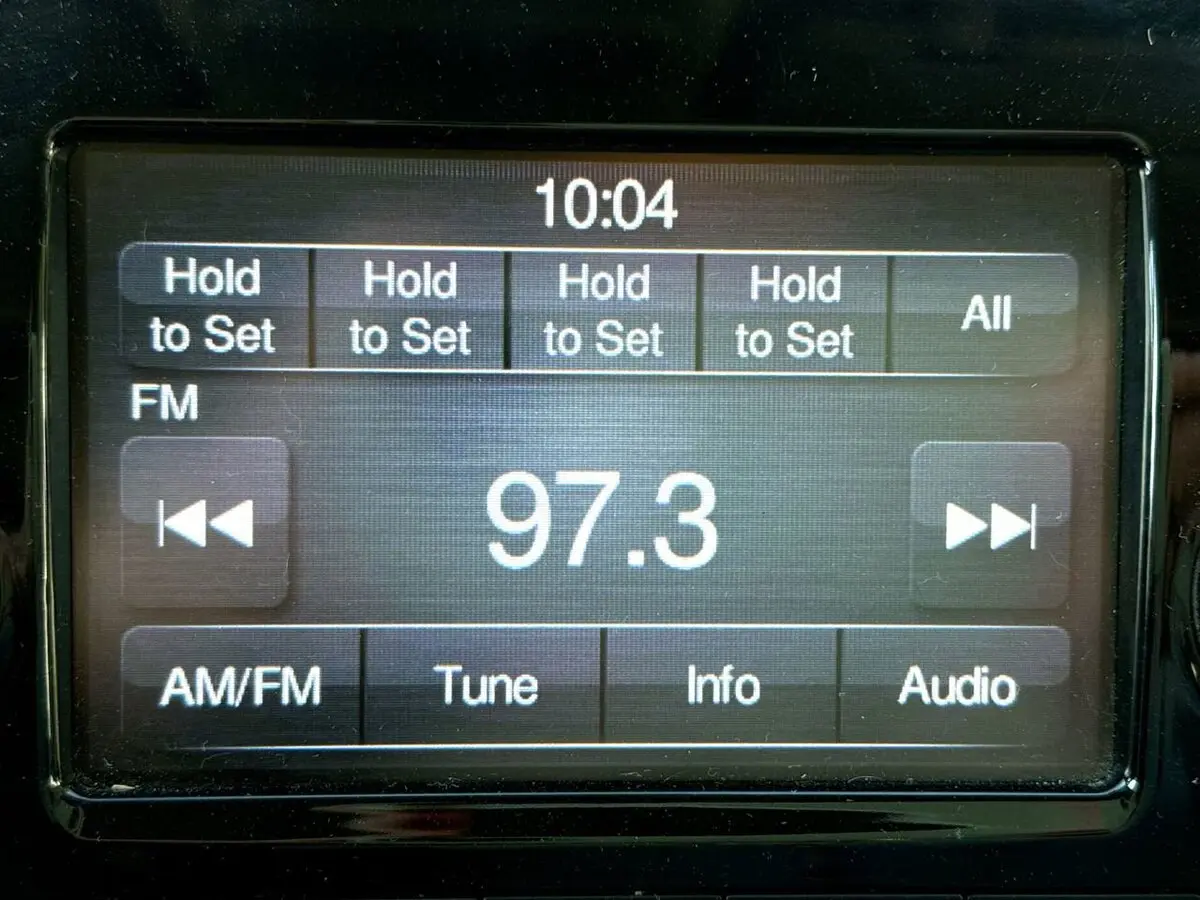 10:04
Hold to Set
Hold to Set
Hold to Set
Hold to Set
All
FM
97.3
AM/FM
Tune
Info
Audio